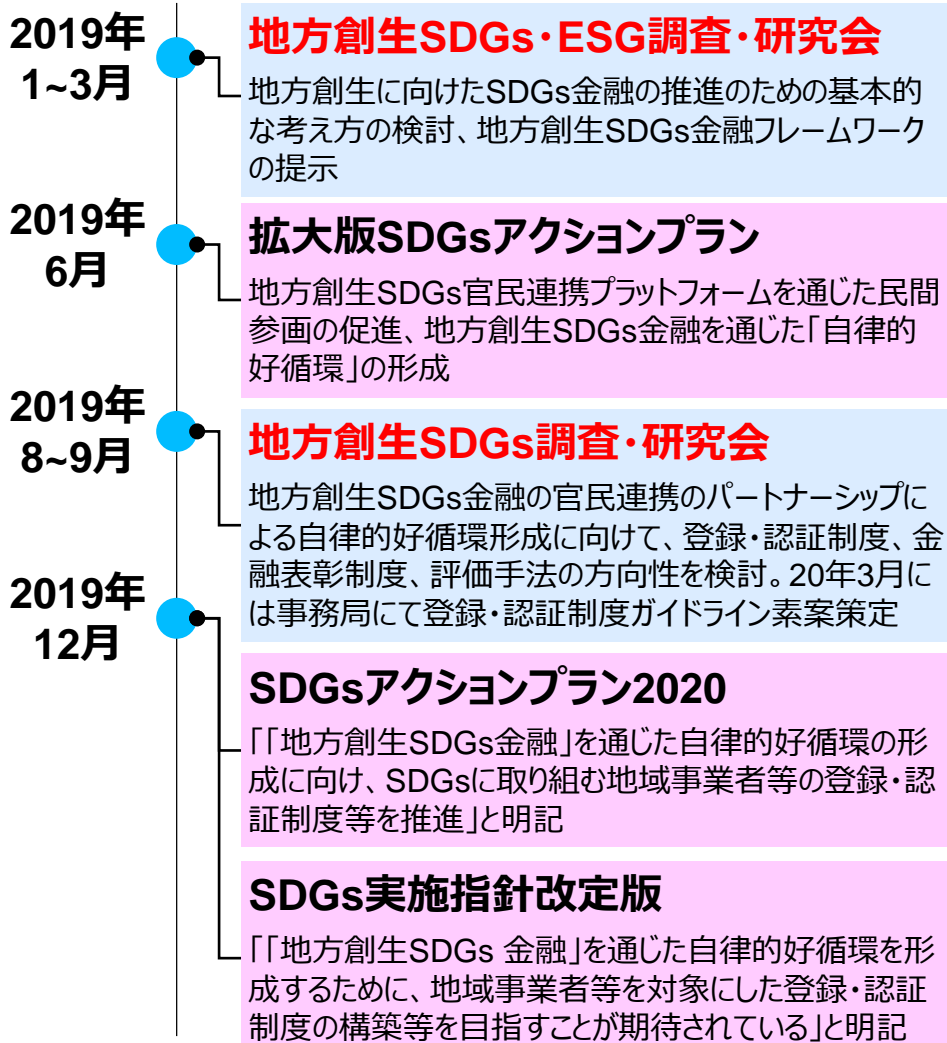 2019年
1~3月
地方創生SDGs・ESG調査・研究会
地方創生に向けたSDGs金融の推進のための基本的
な考え方の検討、地方創生SDGs金融フレームワーク
の提示
2019年
6月
拡大版SDGsアクションプラン
地方創生SDGs官民連携プラットフォームを通じた民間
参画の促進、地方創生SDGs金融を通じた「自律的
好循環」の形成
2019年
8~9月
地方創生SDGs調査・研究会
地方創生SDGs金融の官民連携のパートナーシップに
よる自律的好循環形成に向けて、登録・認証制度、金
融表彰制度、評価手法の方向性を検討。20年3月に
は事務局にて登録・認証制度ガイドライン素案策定
2019年
12月
SDGsアクションプラン2020
「「地方創生SDGs金融」を通じた自律的好循環の形
成に向け、SDGsに取り組む地域事業者等の登録・認
証制度等を推進」と明記
SDGs実施指針改定版
「「地方創生SDGs 金融」を通じた自律的好循環を形
成するために、地域事業者等を対象にした登録・認証
制度の構築等を目指すことが期待されている」と明記